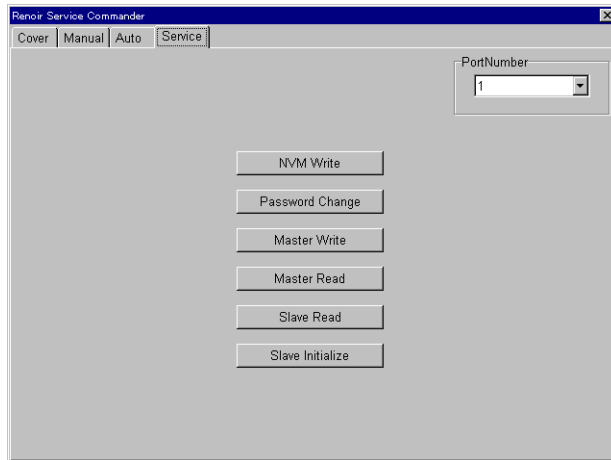 Renoir Service Commander
Cover Manual Auto Service
PortNumber
1
NVM Write
Password Change
Master Write
Master Read
Slave Read
Slave Initialize